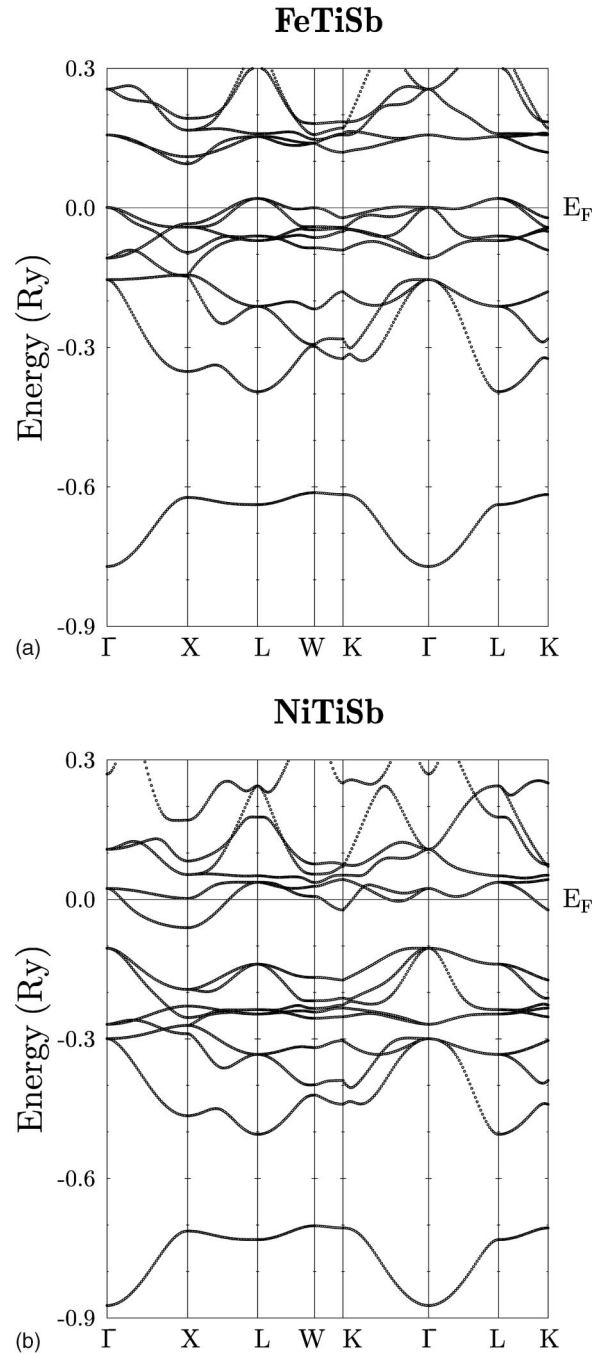 FeTiSb
0.3
0.0
-0.3
-0.6
-0.9
Energy (Ry)
E_F
Γ X L W K Γ L K
(a)
NiTiSb
0.3
0.0
-0.3
-0.6
-0.9
Energy (Ry)
E_F
Γ X L W K Γ L K
(b)